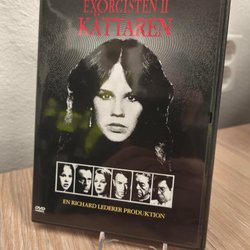 EXORCISTEN II
KÄTTAREN
EN RICHARD LEDERER PRODUKTION
DVD